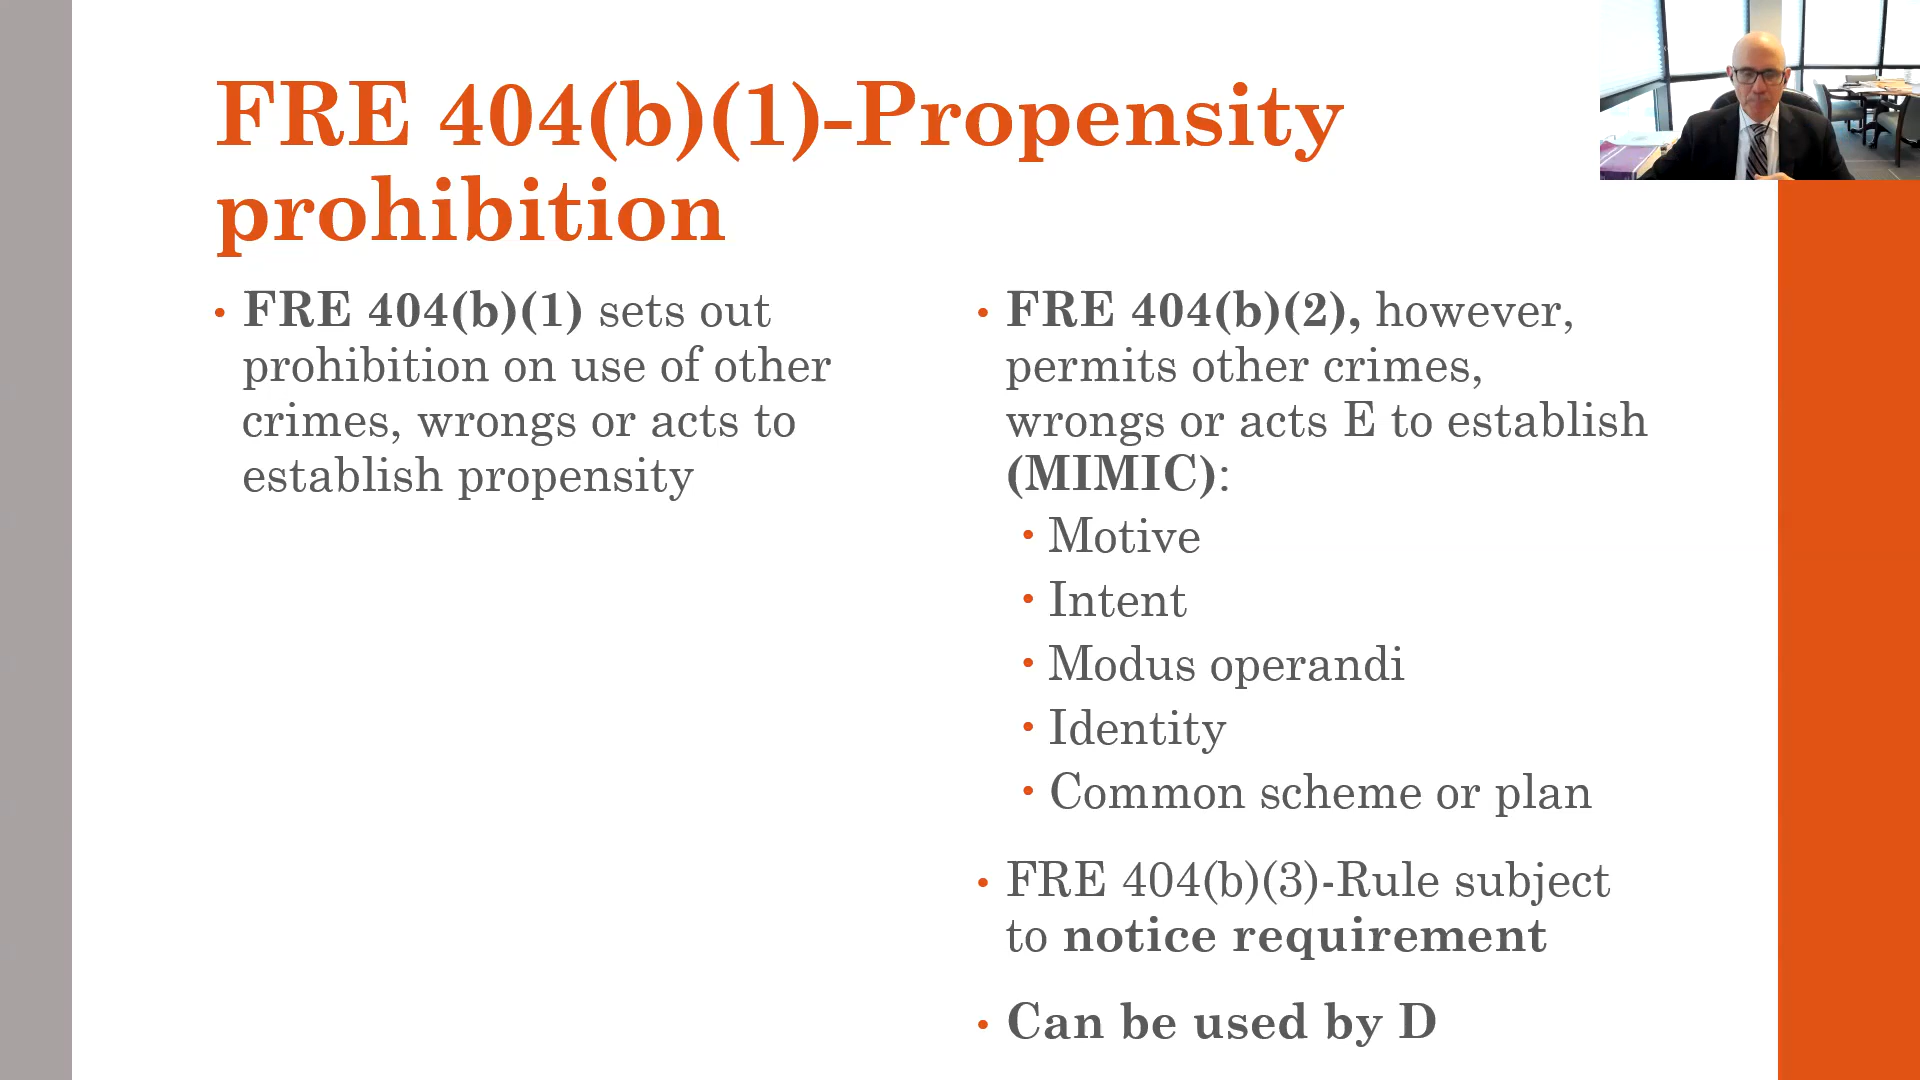 FRE 404(b)(1)-Propensity
prohibition
• FRE 404(b)(1) sets out
prohibition on use of other
crimes, wrongs or acts to
establish propensity
• FRE 404(b)(2), however,
permits other crimes,
wrongs or acts E to establish
(MIMIC):
• Motive
• Intent
• Modus operandi
• Identity
• Common scheme or plan
• FRE 404(b)(3)-Rule subject
to notice requirement
• Can be used by D